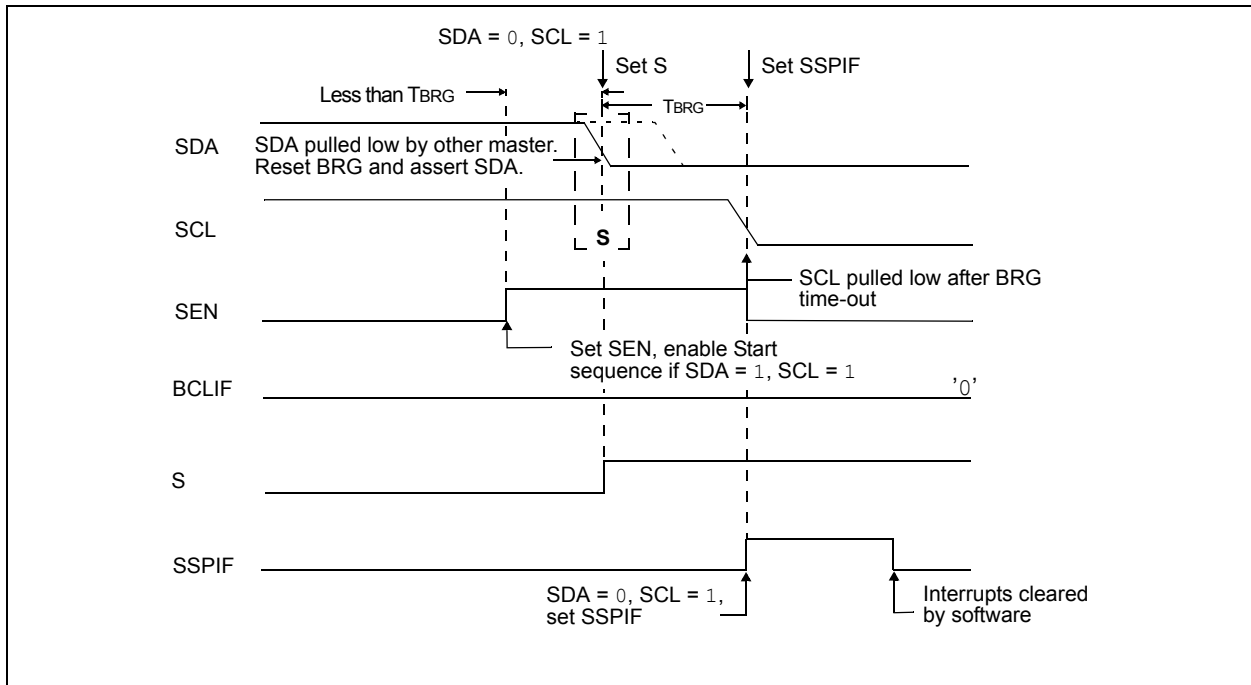 SDA = 0, SCL = 1
Set S
Set SSPIF
Less than TBRG
TBRG
SDA
SDA pulled low by other master.
Reset BRG and assert SDA.
SCL
S
SCL pulled low after BRG
time-out
SEN
Set SEN, enable Start
sequence if SDA = 1, SCL = 1
BCLIF
'0'
S
SSPIF
SDA = 0, SCL = 1,
set SSPIF
Interrupts cleared
by software